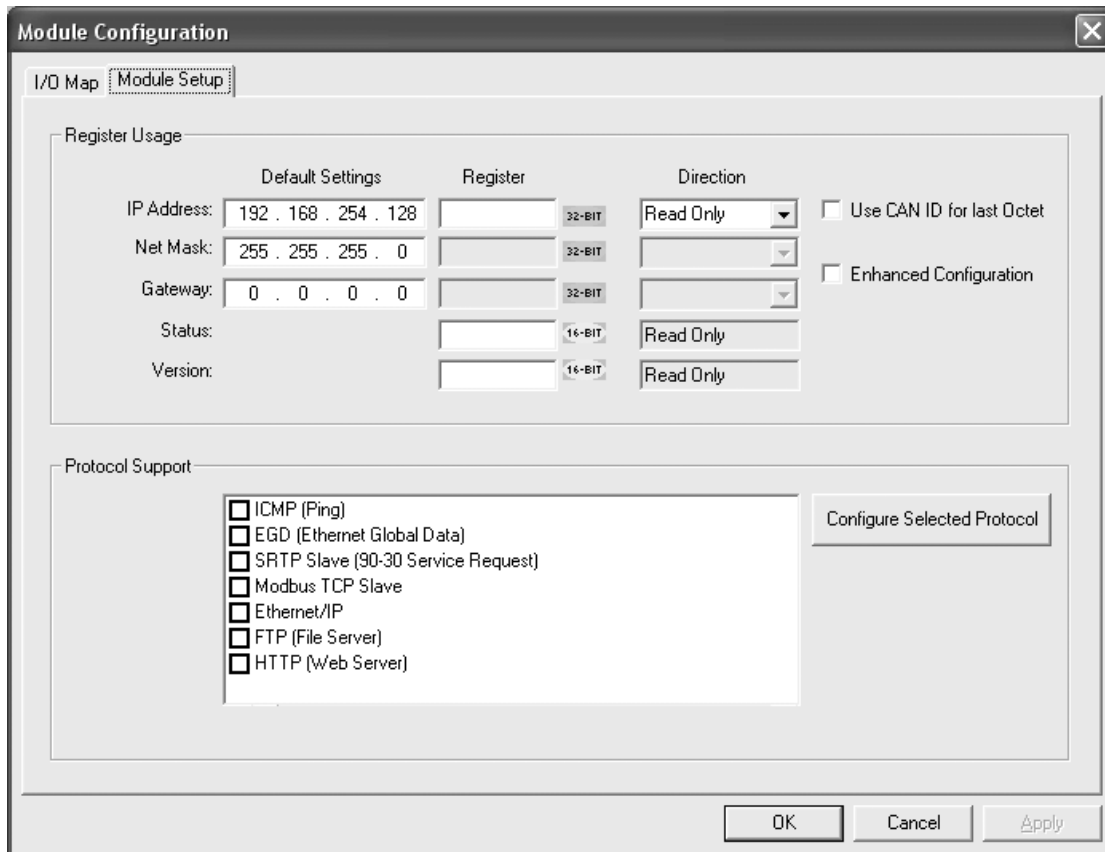 Module Configuration
I/O Map Module Setup
Register Usage
Default Settings Register Direction
IP Address: 192 . 168 . 254 . 128 32-BIT Read Only Use CAN ID for last Octet
Net Mask: 255 . 255 . 255 . 0 32-BIT
Enhanced Configuration
Gateway: 0 . 0 . 0 . 0 32-BIT
Status: 16-BIT Read Only
Version: 16-BIT Read Only
Protocol Support
ICMP (Ping)
Configure Selected Protocol
EGD (Ethernet Global Data)
SRTP Slave (90-30 Service Request)
Modbus TCP Slave
Ethernet/IP
FTP (File Server)
HTTP (Web Server)
OK Cancel Apply